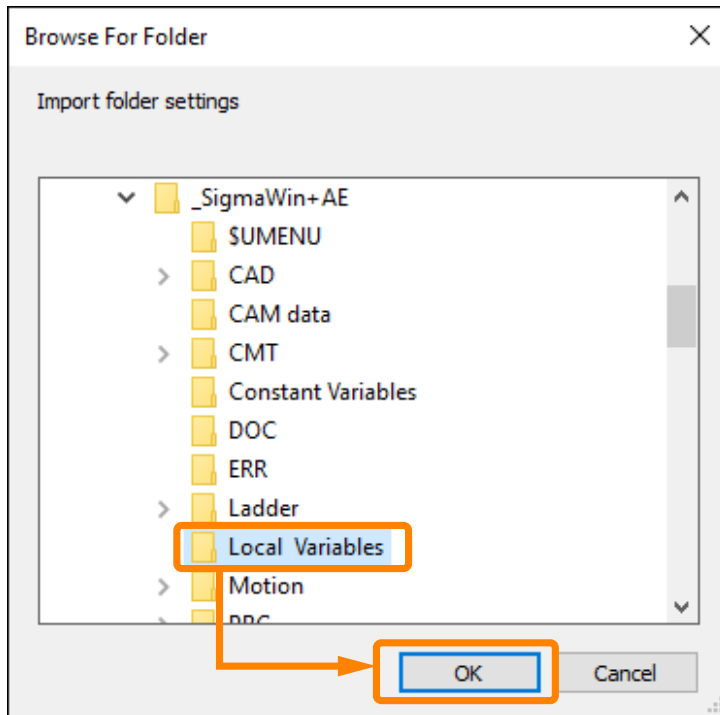 Browse For Folder
Import folder settings
_SigmaWin+AE
$UMENU
CAD
CAM data
CMT
Constant Variables
DOC
ERR
Ladder
Local Variables
Motion
OK
Cancel